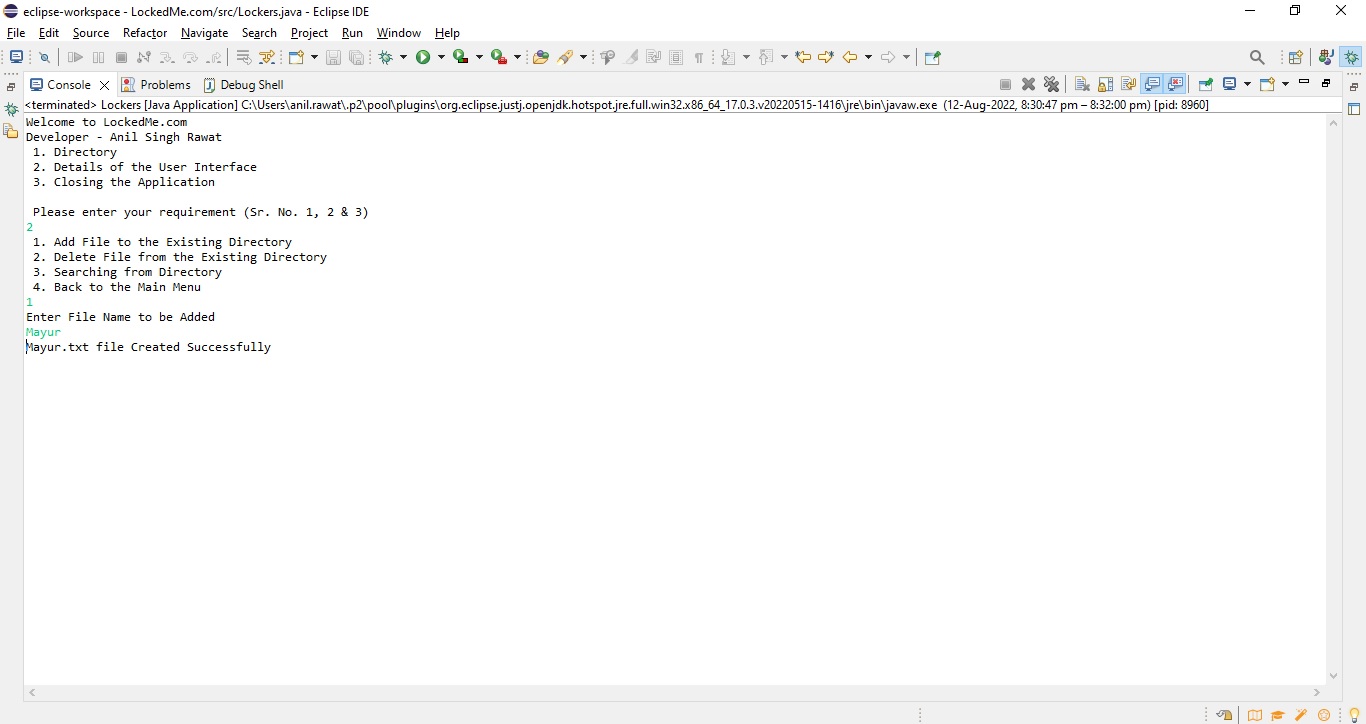 eclipse-workspace - LockedMe.com/src/Lockers.java - Eclipse IDE
File Edit Source Refactor Navigate Search Project Run Window Help
Console Problems Debug Shell
<terminated> Lockers [Java Application] C:\Users\anil.rawat\.p2\pool\plugins\org.eclipse.justj.openjdk.hotspot.jre.full.win32.x86_64_17.0.3.v20220515-1416\jre\bin\javaw.exe (12-Aug-2022, 8:30:47 pm – 8:32:00 pm) [pid: 8960]
Welcome to LockedMe.com
Developer - Anil Singh Rawat
1. Directory
2. Details of the User Interface
3. Closing the Application
Please enter your requirement (Sr. No. 1, 2 & 3)
2
1. Add File to the Existing Directory
2. Delete File from the Existing Directory
3. Searching from Directory
4. Back to the Main Menu
1
Enter File Name to be Added
Mayur
Mayur.txt file Created Successfully